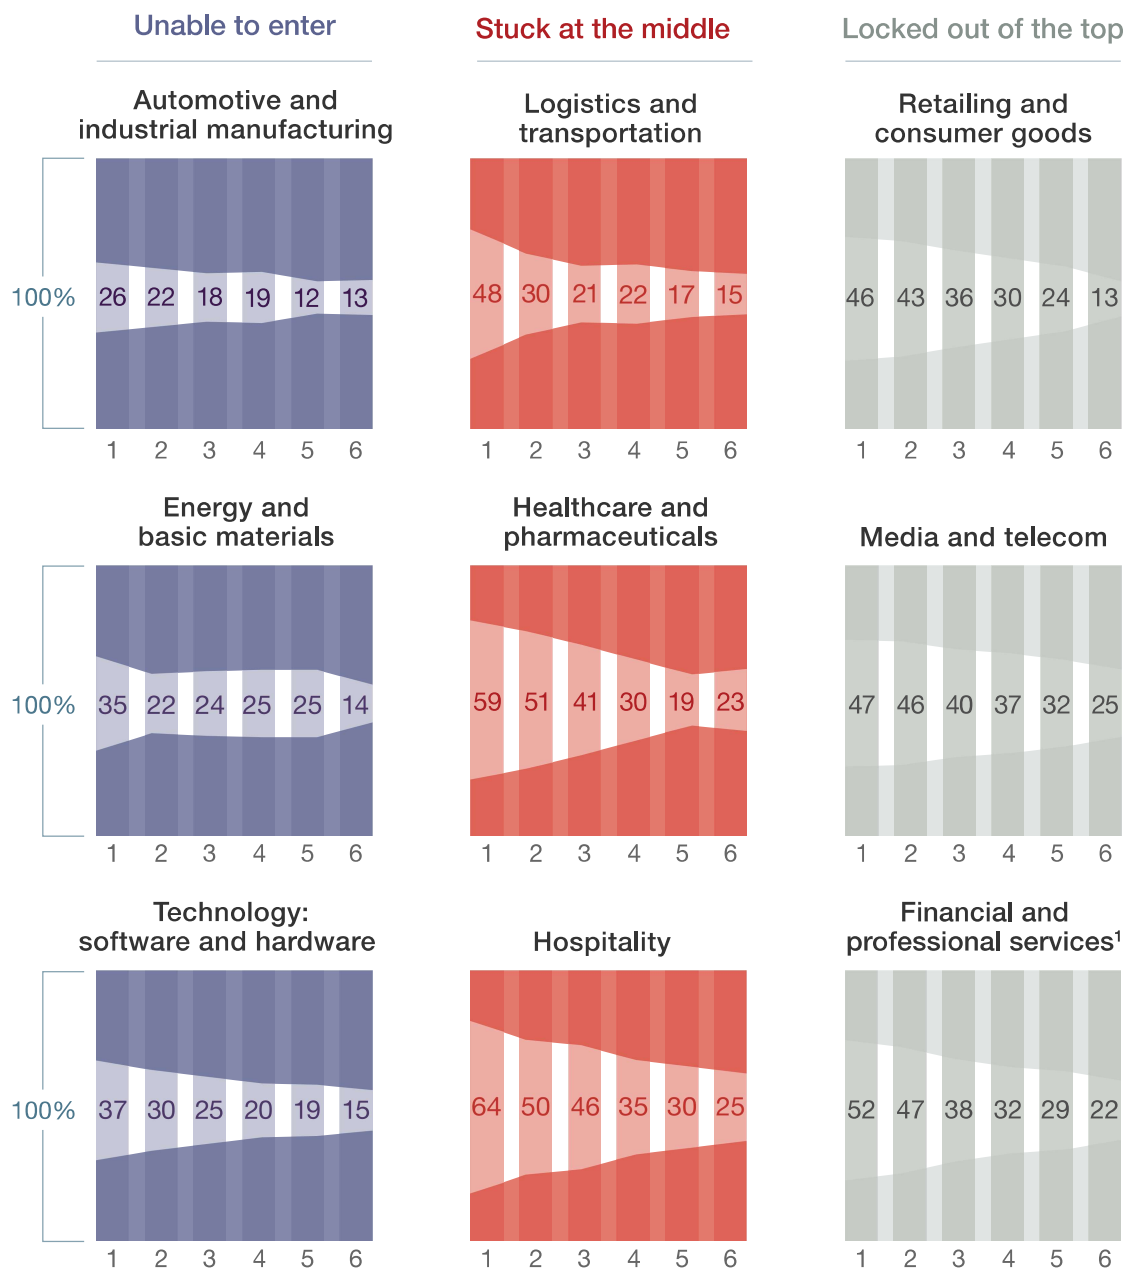 Unable to enter
Stuck at the middle
Locked out of the top
Automotive and
industrial manufacturing
Logistics and
transportation
Retailing and
consumer goods
100%
26 22 18 19 12 13
48 30 21 22 17 15
46 43 36 30 24 13
1 2 3 4 5 6
1 2 3 4 5 6
1 2 3 4 5 6
Energy and
basic materials
Healthcare and
pharmaceuticals
Media and telecom
100%
35 22 24 25 25 14
59 51 41 30 19 23
47 46 40 37 32 25
1 2 3 4 5 6
1 2 3 4 5 6
1 2 3 4 5 6
Technology:
software and hardware
Hospitality
Financial and
professional services¹
100%
37 30 25 20 19 15
64 50 46 35 30 25
52 47 38 32 29 22
1 2 3 4 5 6
1 2 3 4 5 6
1 2 3 4 5 6